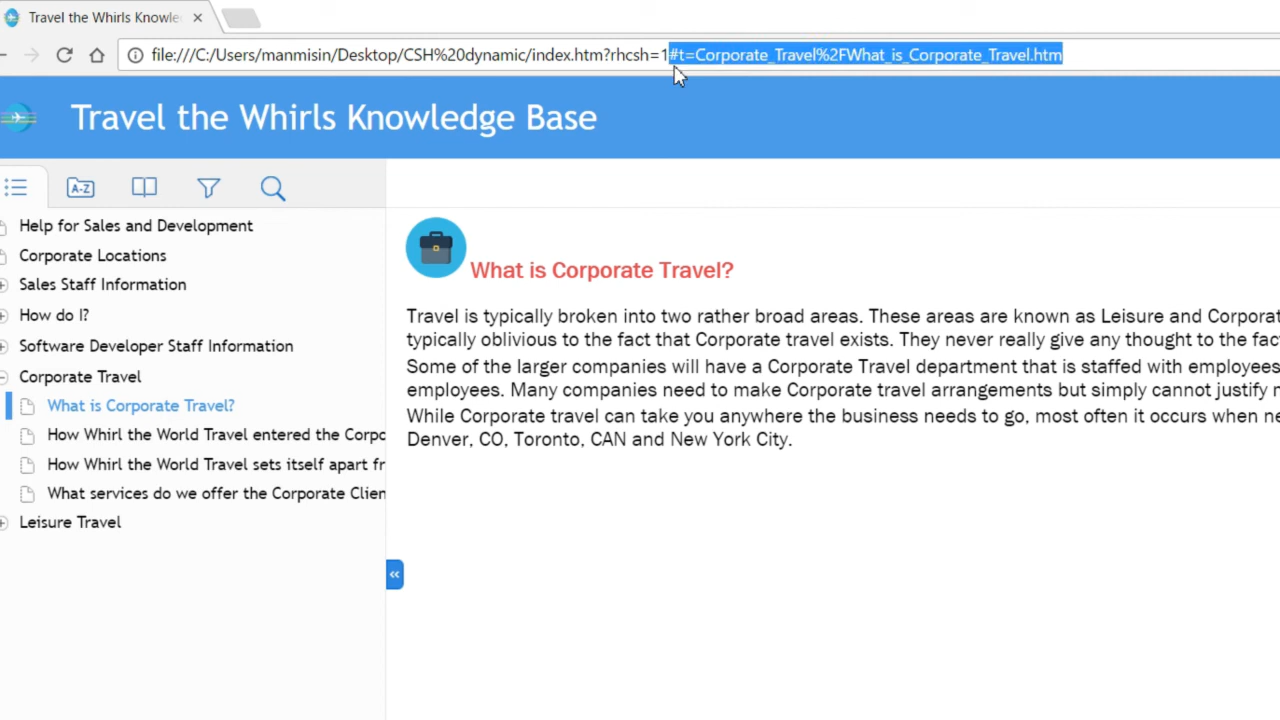 Travel the Whirls Knowle
file:///C:/Users/manmisin/Desktop/CSH%20dynamic/index.htm?rhcsh=1#t=Corporate_Travel%2FWhat_is_Corporate_Travel.htm
Travel the Whirls Knowledge Base
A-Z
Help for Sales and Development
Corporate Locations
Sales Staff Information
How do I?
Software Developer Staff Information
Corporate Travel
What is Corporate Travel?
How Whirl the World Travel entered the Corpo
How Whirl the World Travel sets itself apart fr
What services do we offer the Corporate Clien
Leisure Travel
What is Corporate Travel?
Travel is typically broken into two rather broad areas. These areas are known as Leisure and Corporat
typically oblivious to the fact that Corporate travel exists. They never really give any thought to the fac
Some of the larger companies will have a Corporate Travel department that is staffed with employees
employees. Many companies need to make Corporate travel arrangements but simply cannot justify
While Corporate travel can take you anywhere the business needs to go, most often it occurs when
Denver, CO, Toronto, CAN and New York City.